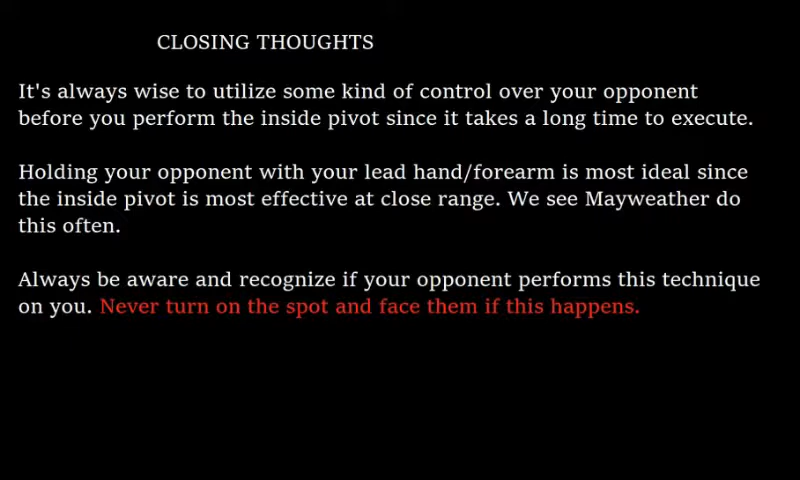 CLOSING THOUGHTS
It's always wise to utilize some kind of control over your opponent
before you perform the inside pivot since it takes a long time to execute.
Holding your opponent with your lead hand/forearm is most ideal since
the inside pivot is most effective at close range. We see Mayweather do
this often.
Always be aware and recognize if your opponent performs this technique
on you. Never turn on the spot and face them if this happens.